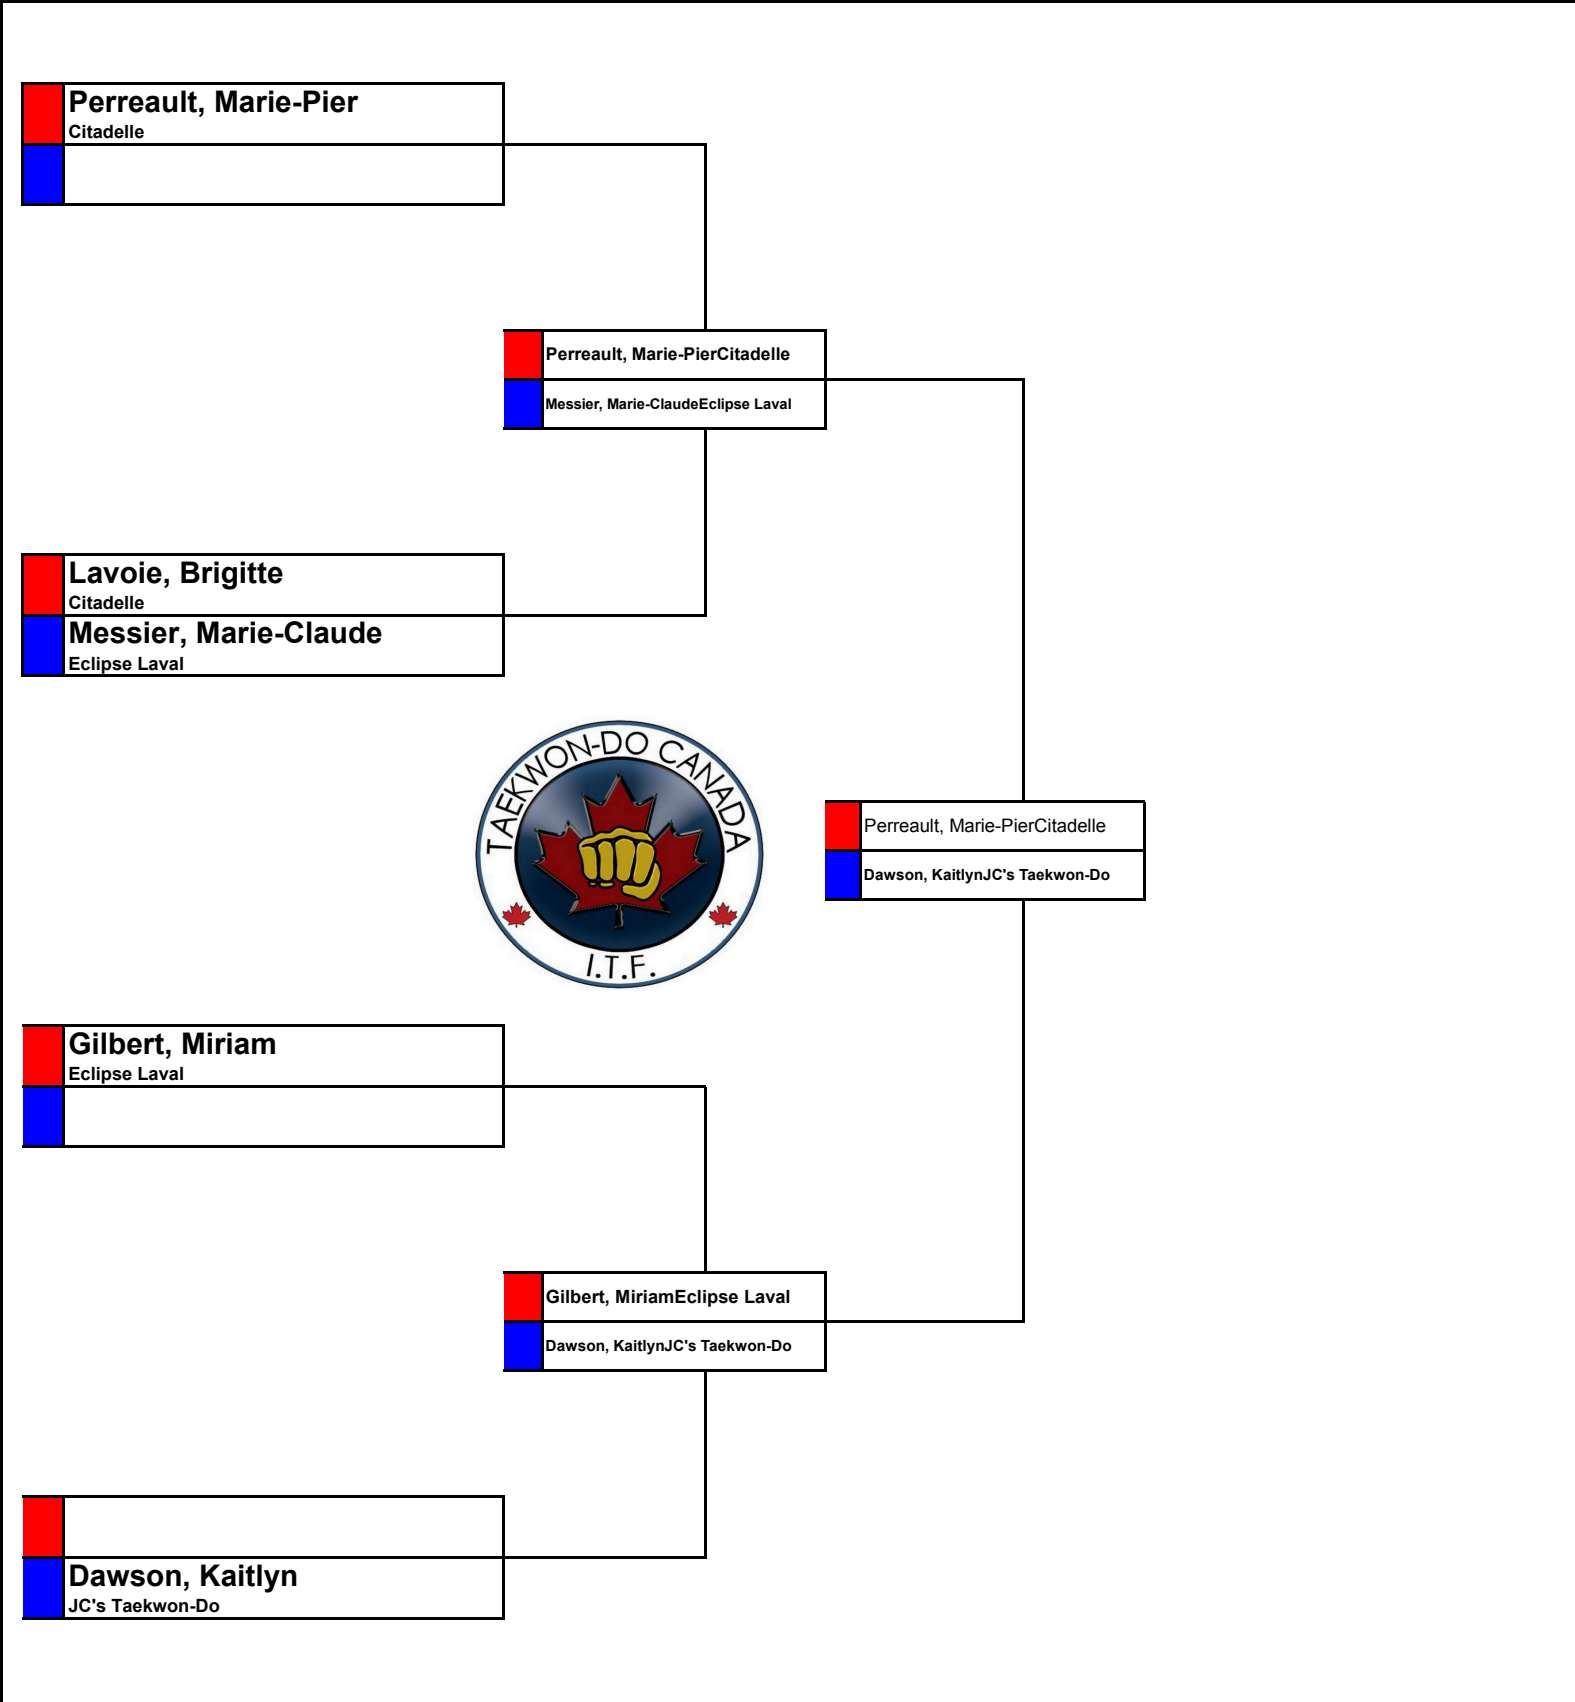 Perreault, Marie-Pier
Citadelle
Perreault, Marie-PierCitadelle
Messier, Marie-ClaudeEclipse Laval
Lavoie, Brigitte
Citadelle
Messier, Marie-Claude
Eclipse Laval
TAEKWON-DO CANADA
I.T.F.
Perreault, Marie-PierCitadelle
Dawson, KaitlynJC's Taekwon-Do
Gilbert, Miriam
Eclipse Laval
Gilbert, MiriamEclipse Laval
Dawson, KaitlynJC's Taekwon-Do
Dawson, Kaitlyn
JC's Taekwon-Do